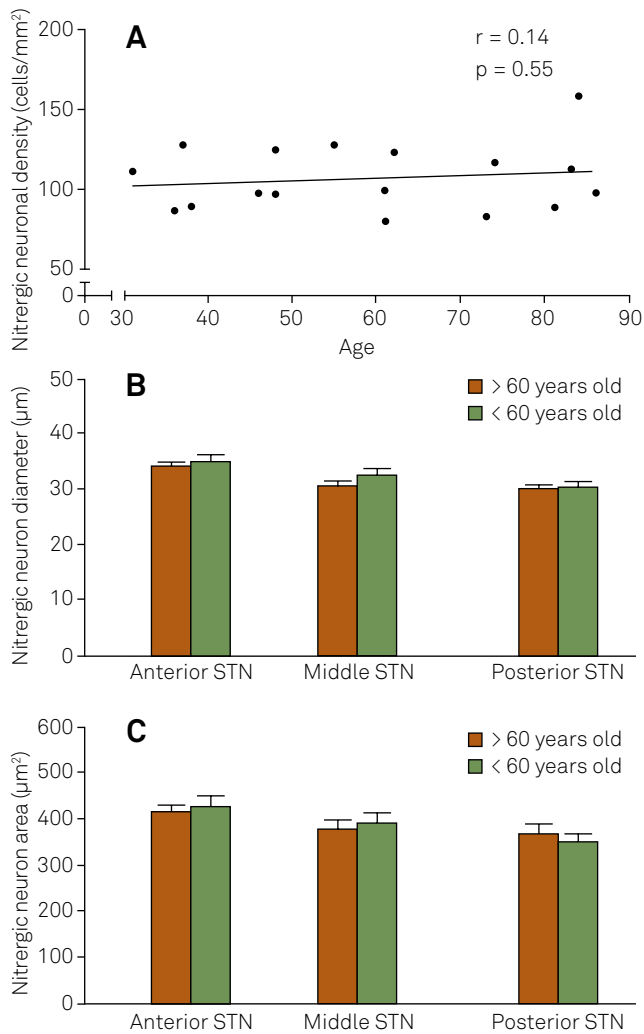 A
r = 0.14
p = 0.55
Nitrergic neuronal density (cells/mm²)
200
150
100
50
0
0 30 40 50 60 70 80 90
Age
B
> 60 years old
< 60 years old
Nitrergic neuron diameter (µm)
50
40
30
20
10
0
Anterior STN Middle STN Posterior STN
C
> 60 years old
< 60 years old
Nitrergic neuron area (µm²)
600
500
400
300
200
100
0
Anterior STN Middle STN Posterior STN